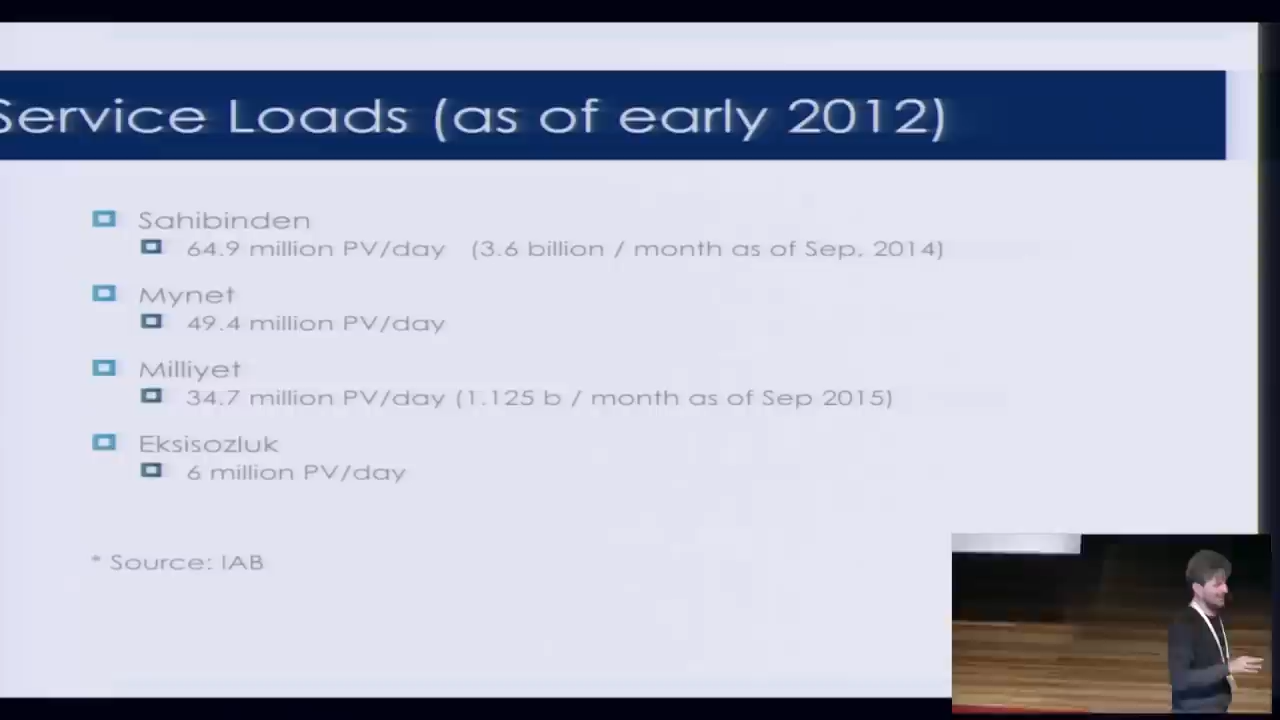 Service Loads (as of early 2012)
Sahibinden
64.9 million PV/day (3.6 billion / month as of Sep. 2014)
Mynet
49.4 million PV/day
Milliyet
34.7 million PV/day (1.125 b / month as of Sep 2015)
Eksisozluk
6 million PV/day
* Source: IAB